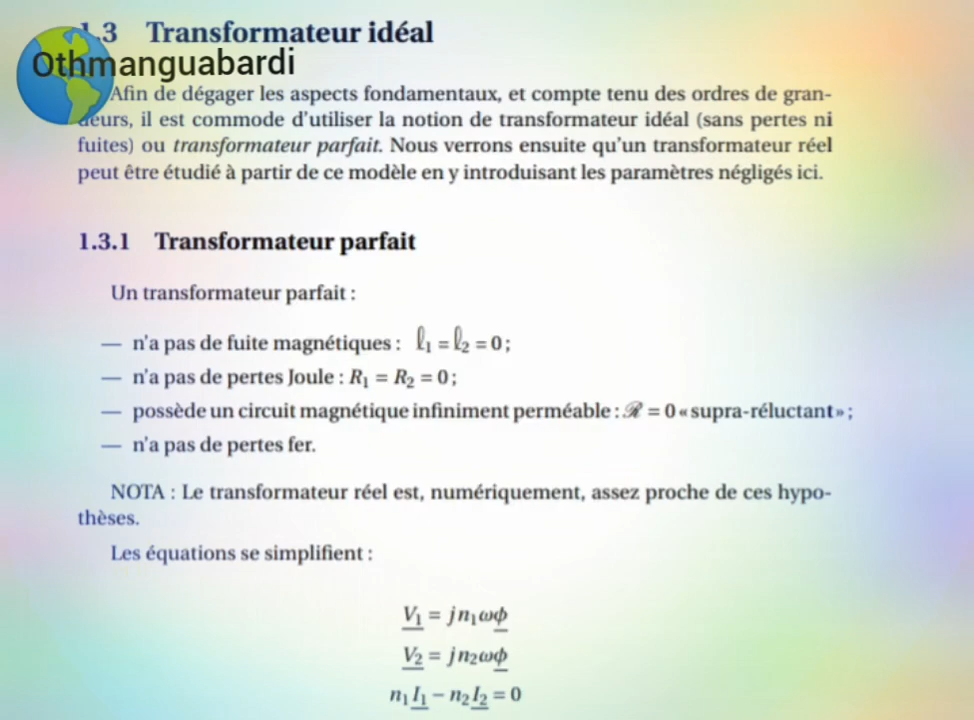 1.3 Transformateur idéal
Othmanguabardi
Afin de dégager les aspects fondamentaux, et compte tenu des ordres de gran-
deurs, il est commode d'utiliser la notion de transformateur idéal (sans pertes ni
fuites) ou transformateur parfait. Nous verrons ensuite qu'un transformateur réel
peut être étudié à partir de ce modèle en y introduisant les paramètres négligés ici.
1.3.1 Transformateur parfait
Un transformateur parfait :
— n'a pas de fuite magnétiques : ℓ₁ = ℓ₂ = 0 ;
— n'a pas de pertes Joule : R₁ = R₂ = 0 ;
— possède un circuit magnétique infiniment perméable : ℛ = 0 « supra-réluctant » ;
— n'a pas de pertes fer.
NOTA : Le transformateur réel est, numériquement, assez proche de ces hypo-
thèses.
Les équations se simplifient :
V₁ = jn₁ωϕ
V₂ = jn₂ωϕ
n₁I₁ − n₂I₂ = 0